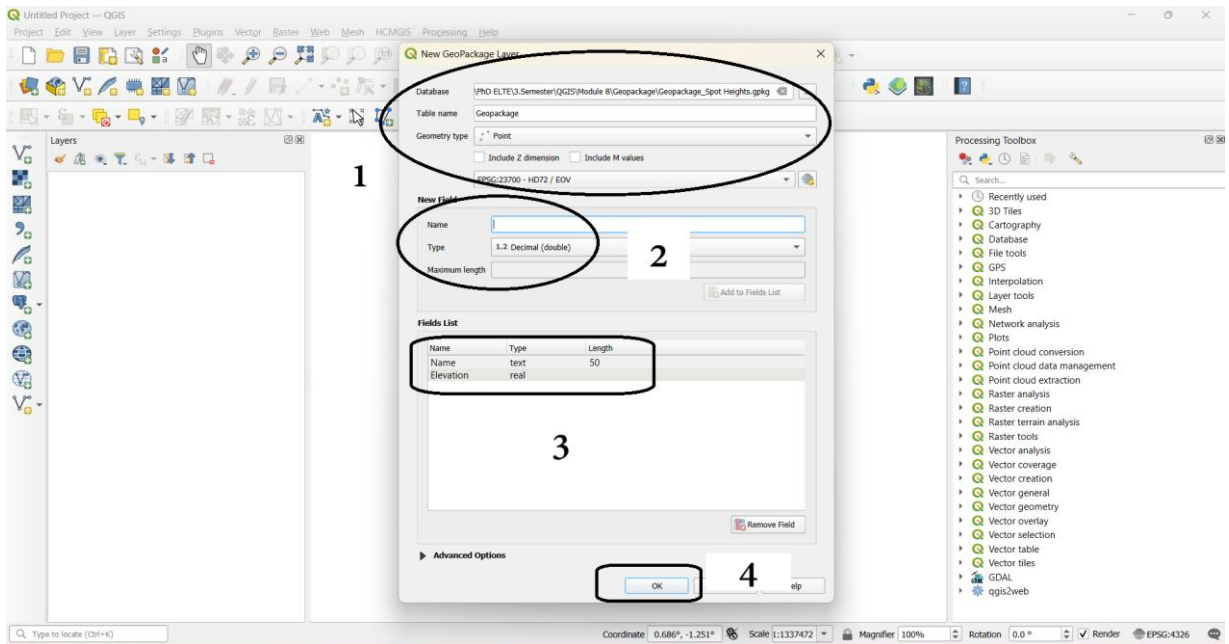 Untitled Project — QGIS
Project Edit View Layer Settings Plugins Vector Raster Web Mesh HCMGIS Processing Help
New GeoPackage Layer
Database \PhD ELTE\3.Semester\QGIS\Module 8\Geopackage\Geopackage_Spot Heights.gpkg
Table name Geopackage
Geometry type Point
Include Z dimension Include M values
EPSG:23700 - HD72 / EOV
1
New Field
Name
Type 1.2 Decimal (double)
2
Maximum length
Add to Fields List
Fields List
Name Type Length
Name text 50
Elevation real
3
Remove Field
Advanced Options
OK
4
Layers
Processing Toolbox
Search...
Recently used
3D Tiles
Cartography
Database
File tools
GPS
Interpolation
Layer tools
Mesh
Network analysis
Plots
Point cloud conversion
Point cloud data management
Point cloud extraction
Raster analysis
Raster creation
Raster terrain analysis
Raster tools
Vector analysis
Vector coverage
Vector creation
Vector general
Vector geometry
Vector overlay
Vector selection
Vector table
Vector tiles
GDAL
qgis2web
Type to locate (Ctrl+K)
Coordinate 0.686°, -1.251° Scale 1:1337472 Magnifier 100% Rotation 0.0 ° Render EPSG:4326